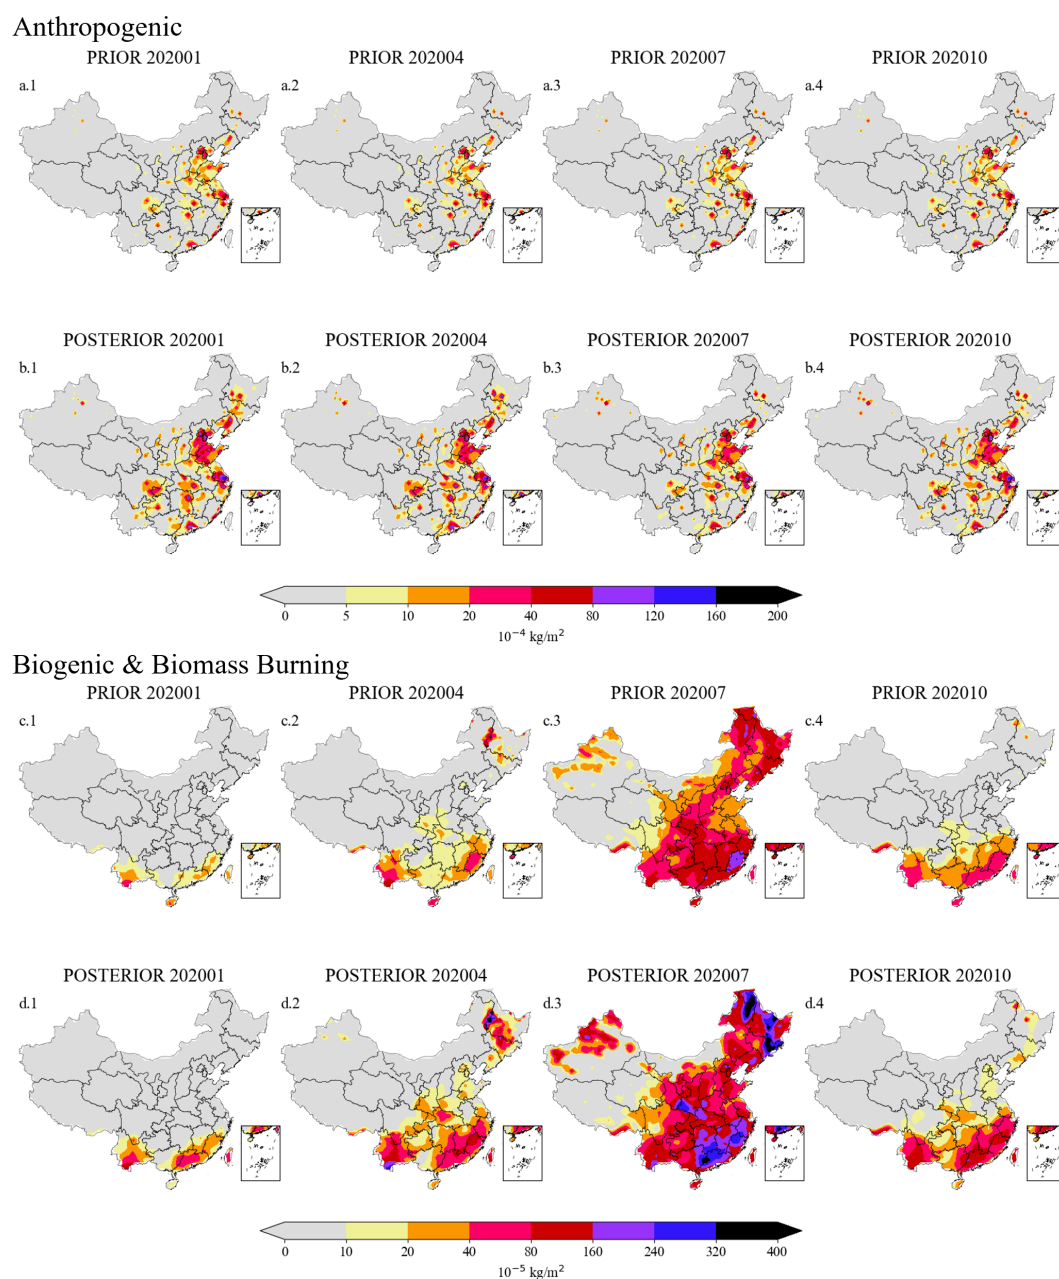 Anthropogenic
PRIOR 202001 PRIOR 202004 PRIOR 202007 PRIOR 202010
a.1 a.2 a.3 a.4
POSTERIOR 202001 POSTERIOR 202004 POSTERIOR 202007 POSTERIOR 202010
b.1 b.2 b.3 b.4
0 5 10 20 40 80 120 160 200
10⁻⁴ kg/m²
Biogenic & Biomass Burning
PRIOR 202001 PRIOR 202004 PRIOR 202007 PRIOR 202010
c.1 c.2 c.3 c.4
POSTERIOR 202001 POSTERIOR 202004 POSTERIOR 202007 POSTERIOR 202010
d.1 d.2 d.3 d.4
0 10 20 40 80 160 240 320 400
10⁻⁵ kg/m²